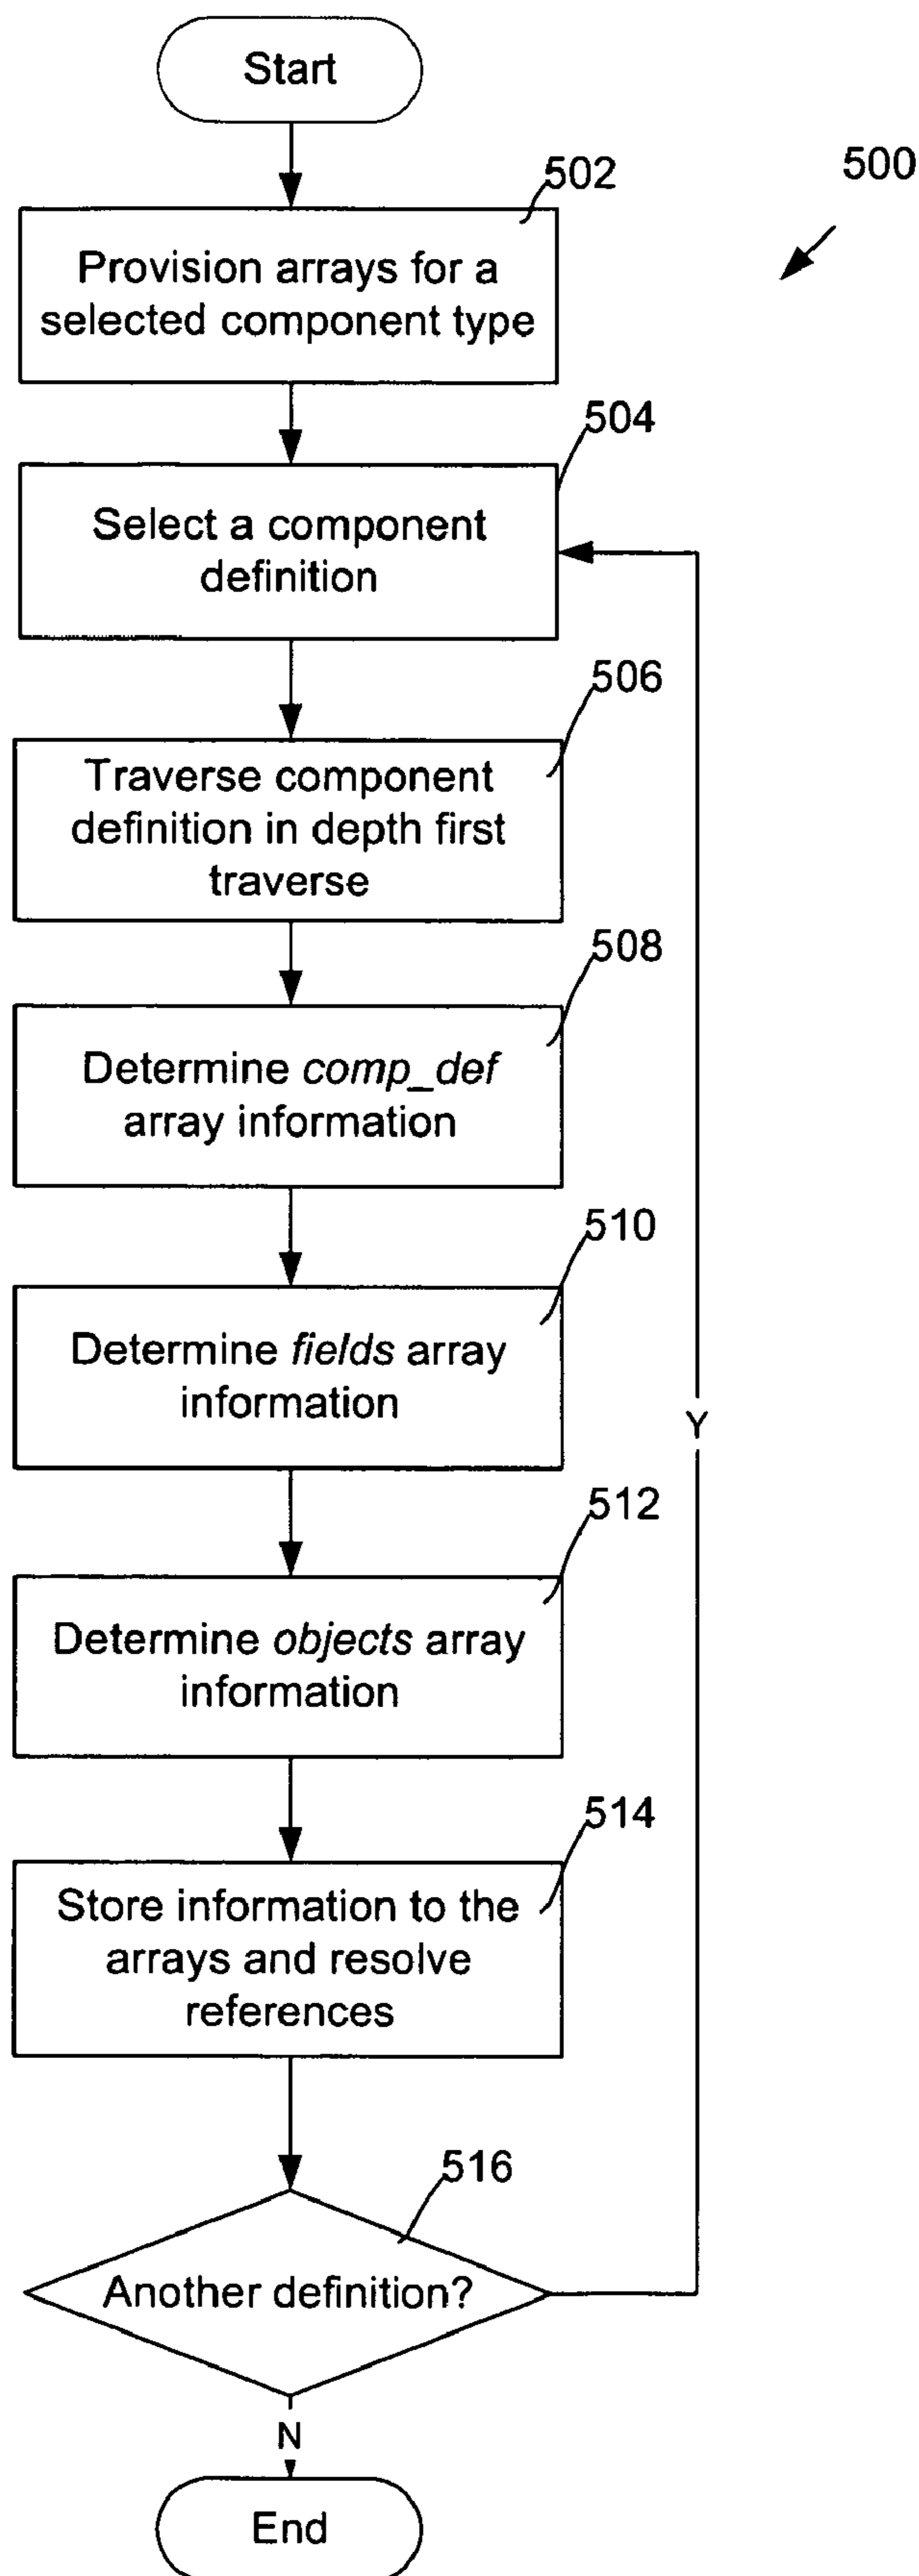 Start
500
502
Provision arrays for a
selected component type
504
Select a component
definition
506
Traverse component
definition in depth first
traverse
508
Determine comp_def
array information
510
Determine fields array
information
Y
512
Determine objects array
information
514
Store information to the
arrays and resolve
references
516
Another definition?
N
End